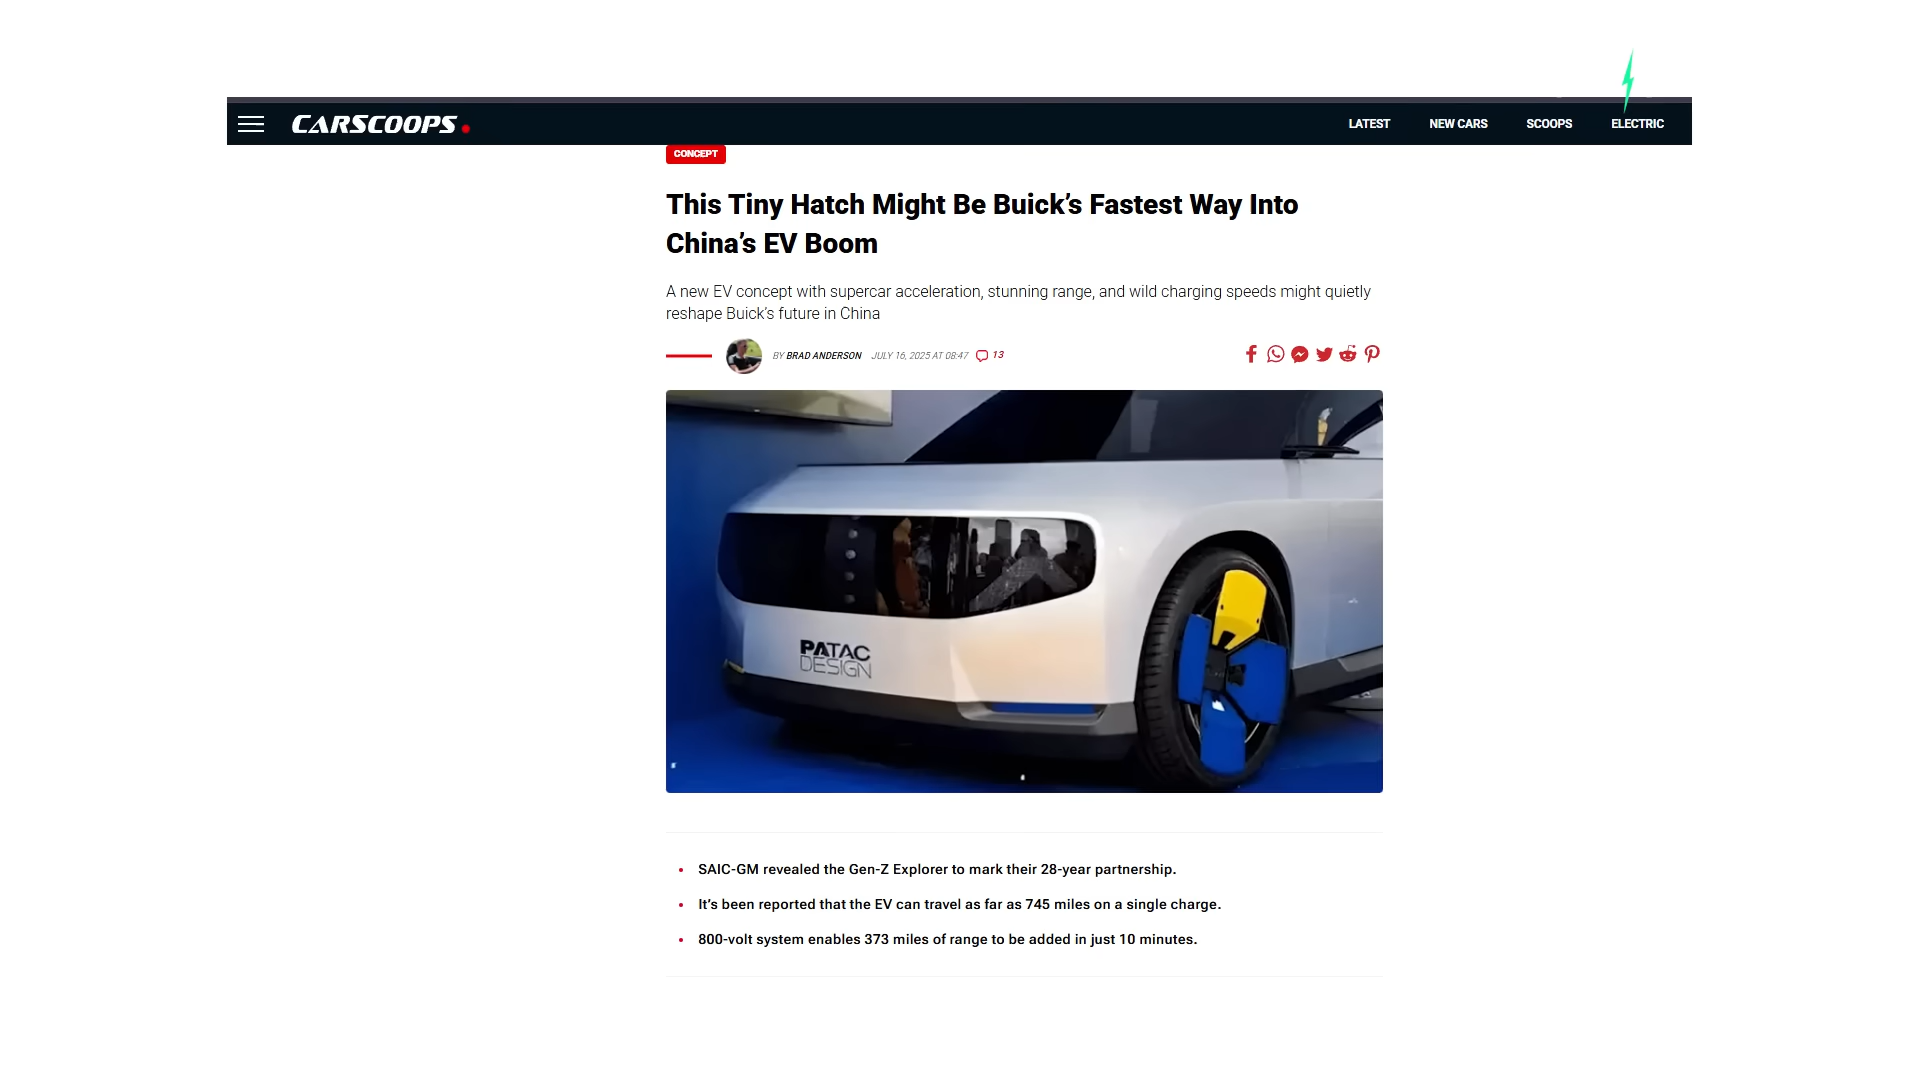 CARSCOOPS
LATEST NEW CARS SCOOPS ELECTRIC
CONCEPT
This Tiny Hatch Might Be Buick’s Fastest Way Into
China’s EV Boom
A new EV concept with supercar acceleration, stunning range, and wild charging speeds might quietly
reshape Buick’s future in China
BY BRAD ANDERSON JULY 16, 2025 AT 08:47 13
PATAC
DESIGN
SAIC-GM revealed the Gen-Z Explorer to mark their 28-year partnership.
It’s been reported that the EV can travel as far as 745 miles on a single charge.
800-volt system enables 373 miles of range to be added in just 10 minutes.